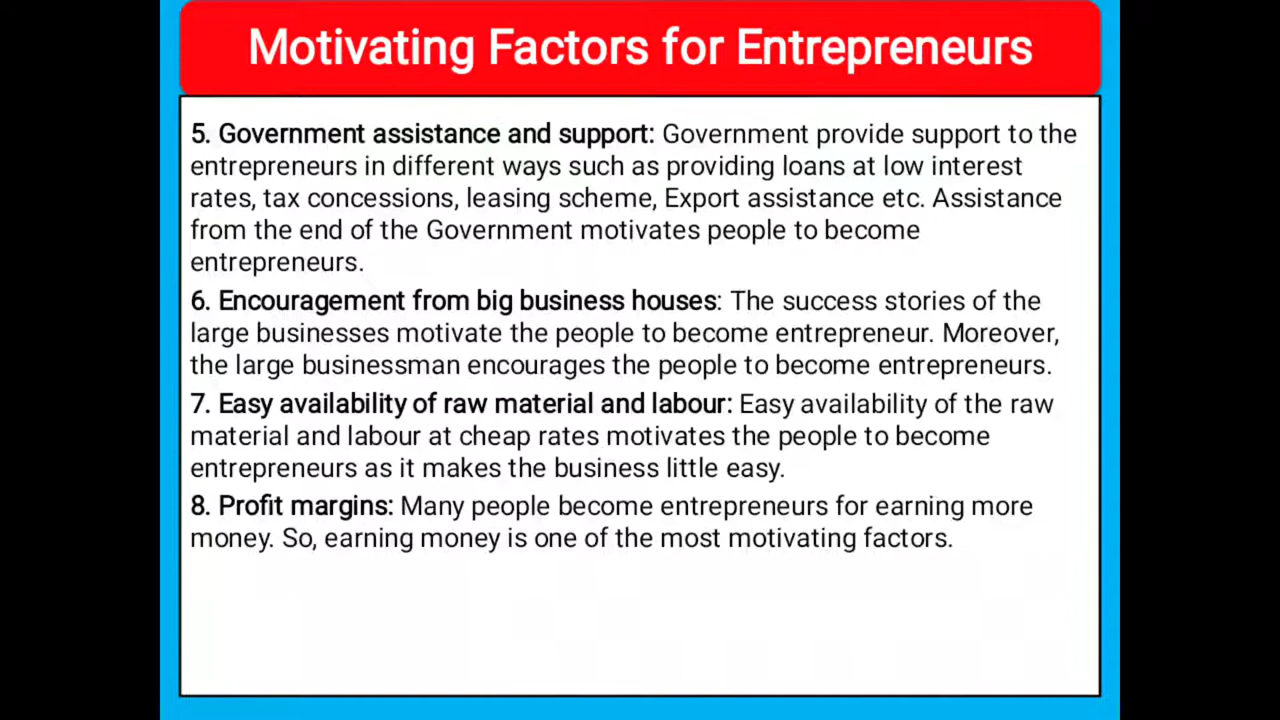 Motivating Factors for Entrepreneurs
5. Government assistance and support: Government provide support to the
entrepreneurs in different ways such as providing loans at low interest
rates, tax concessions, leasing scheme, Export assistance etc. Assistance
from the end of the Government motivates people to become
entrepreneurs.
6. Encouragement from big business houses: The success stories of the
large businesses motivate the people to become entrepreneur. Moreover,
the large businessman encourages the people to become entrepreneurs.
7. Easy availability of raw material and labour: Easy availability of the raw
material and labour at cheap rates motivates the people to become
entrepreneurs as it makes the business little easy.
8. Profit margins: Many people become entrepreneurs for earning more
money. So, earning money is one of the most motivating factors.